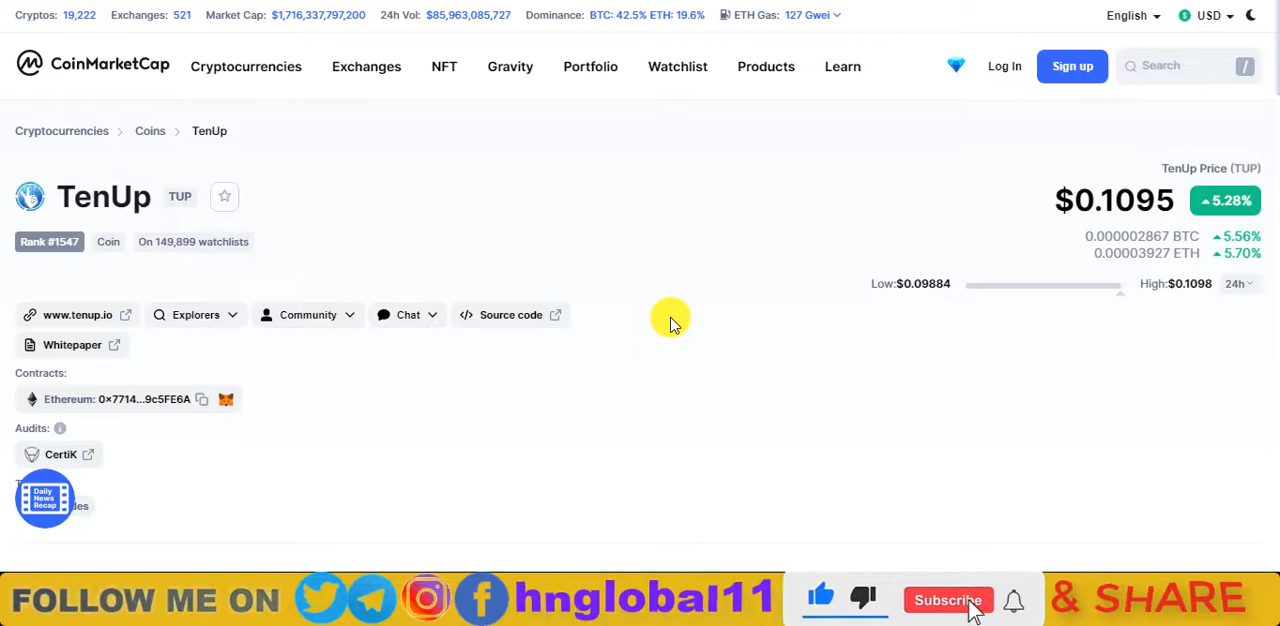 Cryptos: 19,222 Exchanges: 521 Market Cap: $1,716,337,797,200 24h Vol: $85,963,085,727 Dominance: BTC: 42.5% ETH: 19.6% ETH Gas: 127 Gwei English USD
CoinMarketCap Cryptocurrencies Exchanges NFT Gravity Portfolio Watchlist Products Learn Log In Sign up Search /
Cryptocurrencies > Coins > TenUp
TenUp Price (TUP)
TenUp TUP $0.1095 5.28%
Rank #1547 Coin On 149,899 watchlists 0.000002867 BTC 5.56%
0.00003927 ETH 5.70%
Low:$0.09884 High:$0.1098 24h
www.tenup.io Explorers Community Chat </> Source code
Whitepaper
Contracts:
Ethereum: 0x7714...9c5FE6A
Audits: i
CertiK
Daily
News
Recap
FOLLOW ME ON hnglobal11 Subscribe & SHARE